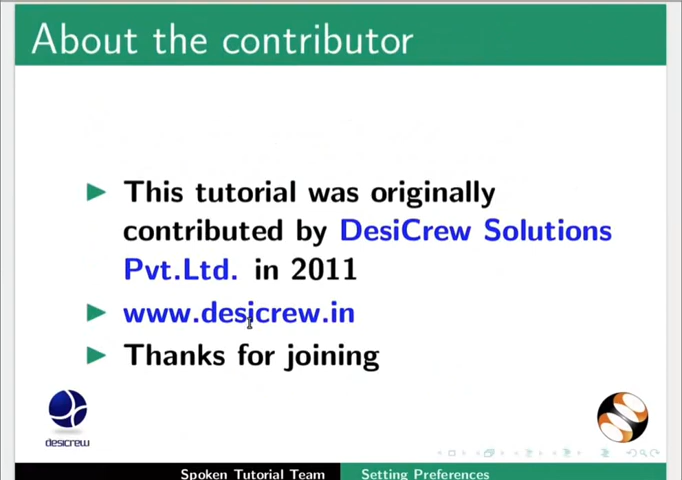 About the contributor
This tutorial was originally
contributed by DesiCrew Solutions
Pvt.Ltd. in 2011
www.desicrew.in
Thanks for joining
desicrew
Spoken Tutorial Team Setting Preferences